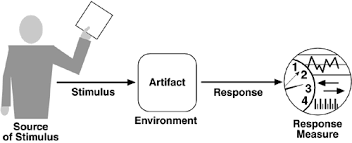 Source
of Stimulus
Stimulus
Artifact
Environment
Response
1
2
3
4
Response
Measure